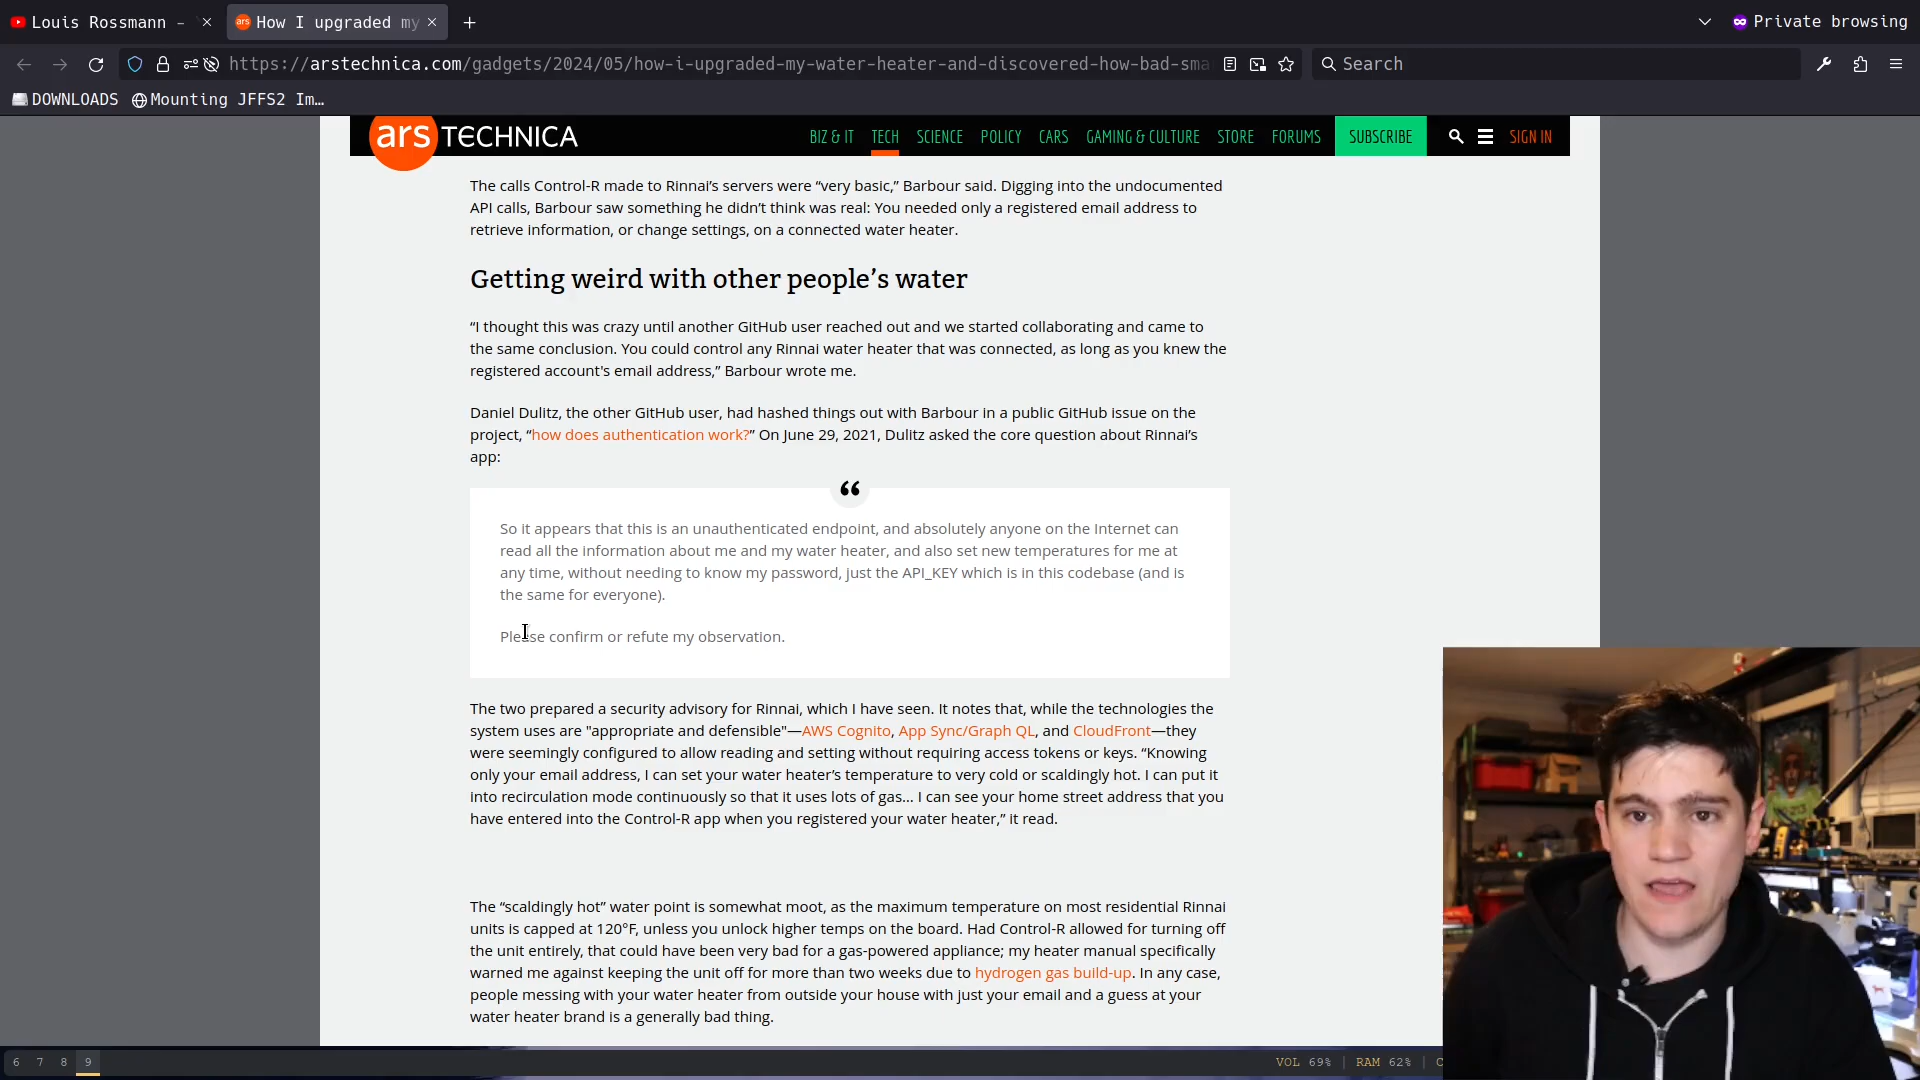 Louis Rossmann -
How I upgraded my
Private browsing
https://arstechnica.com/gadgets/2024/05/how-i-upgraded-my-water-heater-and-discovered-how-bad-sma
Search
DOWNLOADS
Mounting JFFS2 Im…
ars TECHNICA
BIZ & IT
TECH
SCIENCE
POLICY
CARS
GAMING & CULTURE
STORE
FORUMS
SUBSCRIBE
SIGN IN
The calls Control-R made to Rinnai’s servers were “very basic,” Barbour said. Digging into the undocumented
API calls, Barbour saw something he didn’t think was real: You needed only a registered email address to
retrieve information, or change settings, on a connected water heater.
Getting weird with other people’s water
“I thought this was crazy until another GitHub user reached out and we started collaborating and came to
the same conclusion. You could control any Rinnai water heater that was connected, as long as you knew the
registered account's email address,” Barbour wrote me.
Daniel Dulitz, the other GitHub user, had hashed things out with Barbour in a public GitHub issue on the
project, “how does authentication work?” On June 29, 2021, Dulitz asked the core question about Rinnai’s
app:
“
So it appears that this is an unauthenticated endpoint, and absolutely anyone on the Internet can
read all the information about me and my water heater, and also set new temperatures for me at
any time, without needing to know my password, just the API_KEY which is in this codebase (and is
the same for everyone).
Please confirm or refute my observation.
The two prepared a security advisory for Rinnai, which I have seen. It notes that, while the technologies the
system uses are "appropriate and defensible"—AWS Cognito, App Sync/Graph QL, and CloudFront—they
were seemingly configured to allow reading and setting without requiring access tokens or keys. “Knowing
only your email address, I can set your water heater’s temperature to very cold or scaldingly hot. I can put it
into recirculation mode continuously so that it uses lots of gas... I can see your home street address that you
have entered into the Control-R app when you registered your water heater,” it read.
The “scaldingly hot” water point is somewhat moot, as the maximum temperature on most residential Rinnai
units is capped at 120°F, unless you unlock higher temps on the board. Had Control-R allowed for turning off
the unit entirely, that could have been very bad for a gas-powered appliance; my heater manual specifically
warned me against keeping the unit off for more than two weeks due to hydrogen gas build-up. In any case,
people messing with your water heater from outside your house with just your email and a guess at your
water heater brand is a generally bad thing.
6 7 8 9
VOL 69% | RAM 62% | C